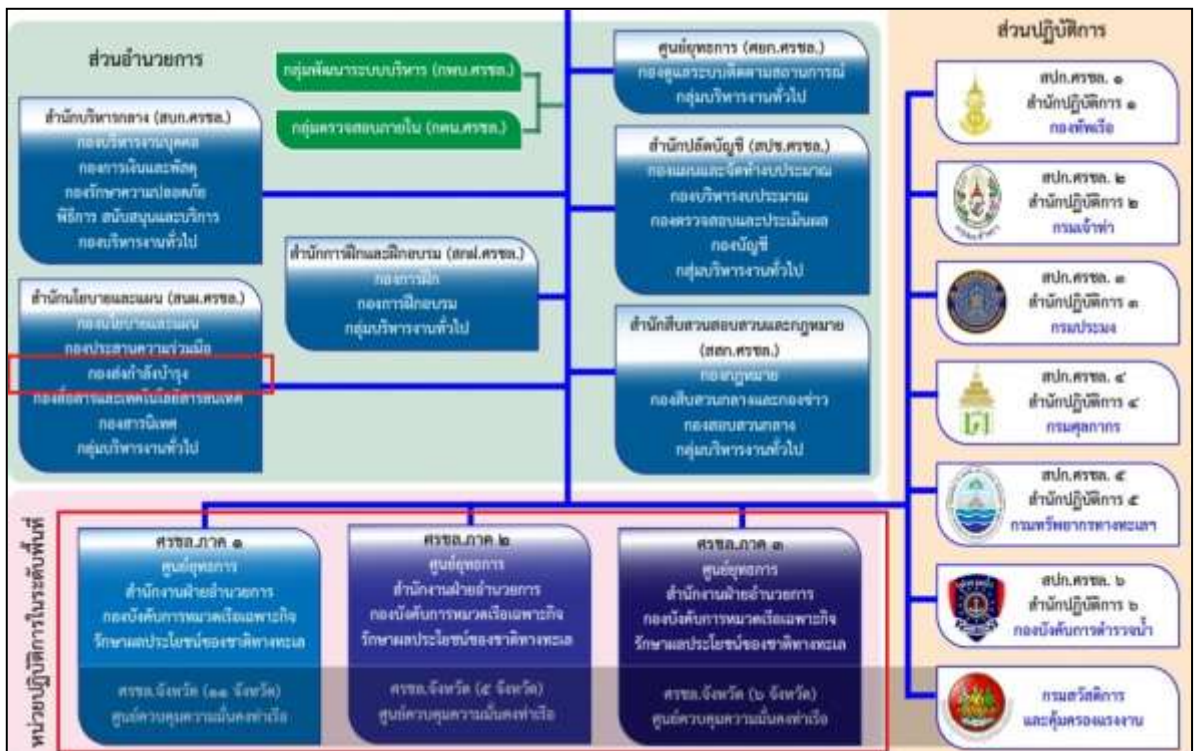 ส่วนอำนวยการ
กลุ่มพัฒนาระบบบริหาร (กพบ.ศรชล.)
กลุ่มตรวจสอบภายใน (กตน.ศรชล.)
สำนักบริหารกลาง (สบก.ศรชล.)
กองบริหารงานบุคคล
กองการเงินและพัสดุ
กองรักษาความปลอดภัย
พิธีการ สนับสนุนและบริการ
กองบริหารงานทั่วไป
สำนักนโยบายและแผน (สนผ.ศรชล.)
กองนโยบายและแผน
กองประสานความร่วมมือ
กองส่งกำลังบำรุง
กองสื่อสารและเทคโนโลยีสารสนเทศ
กองสารนิเทศ
กลุ่มบริหารงานทั่วไป
สำนักการฝึกและฝึกอบรม (สกฝ.ศรชล.)
กองการฝึก
กองการฝึกอบรม
กลุ่มบริหารงานทั่วไป
ศูนย์ยุทธการ (ศยก.ศรชล.)
กองดูแลระบบติดตามสถานการณ์
กลุ่มบริหารงานทั่วไป
สำนักปลัดบัญชี (สปช.ศรชล.)
กองแผนและจัดทำงบประมาณ
กองบริหารงบประมาณ
กองตรวจสอบและประเมินผล
กองบัญชี
กลุ่มบริหารงานทั่วไป
สำนักสืบสวนสอบสวนและกฎหมาย
(สสก.ศรชล.)
กองกฎหมาย
กองสืบสวนกลางและกองข่าว
กองสอบสวนกลาง
กลุ่มบริหารงานทั่วไป
ส่วนปฏิบัติการ
สปก.ศรชล. ๑
สำนักปฏิบัติการ ๑
กองทัพเรือ
สปก.ศรชล. ๒
สำนักปฏิบัติการ ๒
กรมเจ้าท่า
สปก.ศรชล. ๓
สำนักปฏิบัติการ ๓
กรมประมง
สปก.ศรชล. ๔
สำนักปฏิบัติการ ๔
กรมศุลกากร
สปก.ศรชล. ๕
สำนักปฏิบัติการ ๕
กรมทรัพยากรทางทะเลฯ
สปก.ศรชล. ๖
สำนักปฏิบัติการ ๖
กองบังคับการตำรวจน้ำ
กรมสวัสดิการ
และคุ้มครองแรงงาน
หน่วยปฏิบัติการในระดับพื้นที่
ศรชล.ภาค ๑
ศูนย์ยุทธการ
สำนักงานฝ่ายอำนวยการ
กองบังคับการหมวดเรือเฉพาะกิจ
รักษาผลประโยชน์ของชาติทางทะเล
ศรชล.จังหวัด (๑๑ จังหวัด)
ศูนย์ควบคุมความมั่นคงท่าเรือ
ศรชล.ภาค ๒
ศูนย์ยุทธการ
สำนักงานฝ่ายอำนวยการ
กองบังคับการหมวดเรือเฉพาะกิจ
รักษาผลประโยชน์ของชาติทางทะเล
ศรชล.จังหวัด (๕ จังหวัด)
ศูนย์ควบคุมความมั่นคงท่าเรือ
ศรชล.ภาค ๓
ศูนย์ยุทธการ
สำนักงานฝ่ายอำนวยการ
กองบังคับการหมวดเรือเฉพาะกิจ
รักษาผลประโยชน์ของชาติทางทะเล
ศรชล.จังหวัด (๖ จังหวัด)
ศูนย์ควบคุมความมั่นคงท่าเรือ